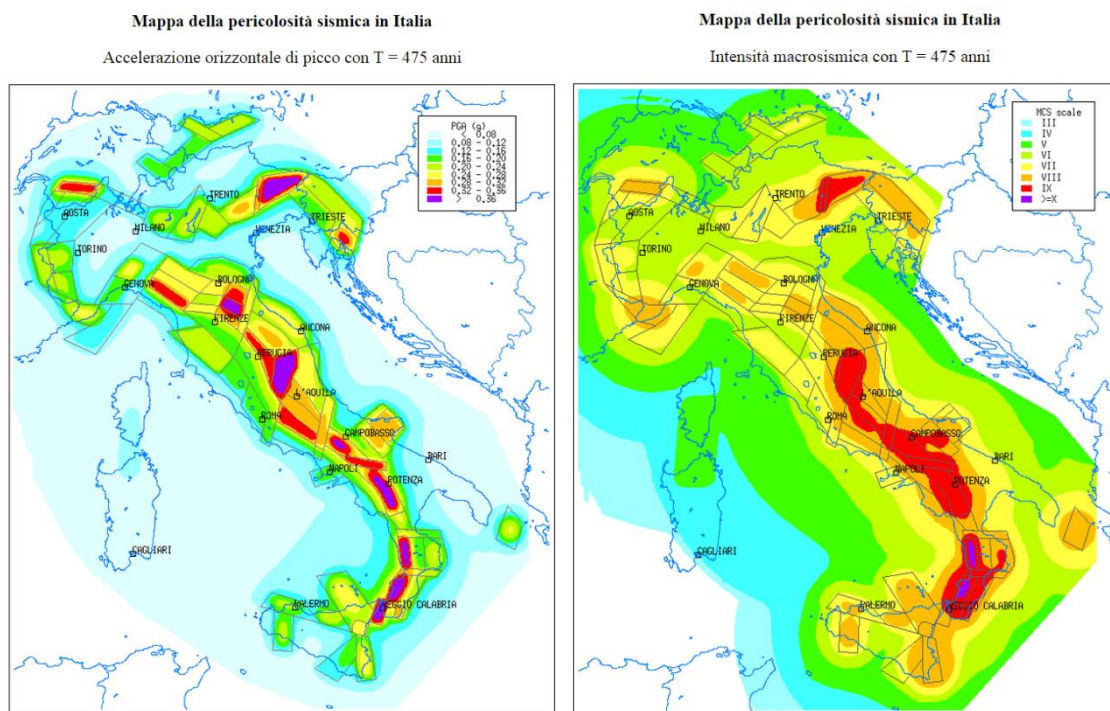 Mappa della pericolosità sismica in Italia
Accelerazione orizzontale di picco con T = 475 anni
PGA (g)
< 0.08
0.08 - 0.12
0.12 - 0.16
0.16 - 0.20
0.20 - 0.24
0.24 - 0.28
0.28 - 0.32
0.32 - 0.36
> 0.36
TRENTO
AOSTA
MILANO
TRIESTE
VENEZIA
TORINO
GENOVA
BOLOGNA
FIRENZE
ANCONA
PERUGIA
L'AQUILA
ROMA
CAMPOBASSO
BARI
NAPOLI
POTENZA
CAGLIARI
PALERMO
REGGIO CALABRIA
Mappa della pericolosità sismica in Italia
Intensità macrosismica con T = 475 anni
MCS scale
III
IV
V
VI
VII
VIII
IX
>=X
TRENTO
AOSTA
MILANO
TRIESTE
VENEZIA
TORINO
GENOVA
BOLOGNA
FIRENZE
ANCONA
PERUGIA
L'AQUILA
ROMA
CAMPOBASSO
BARI
NAPOLI
POTENZA
CAGLIARI
PALERMO
REGGIO CALABRIA